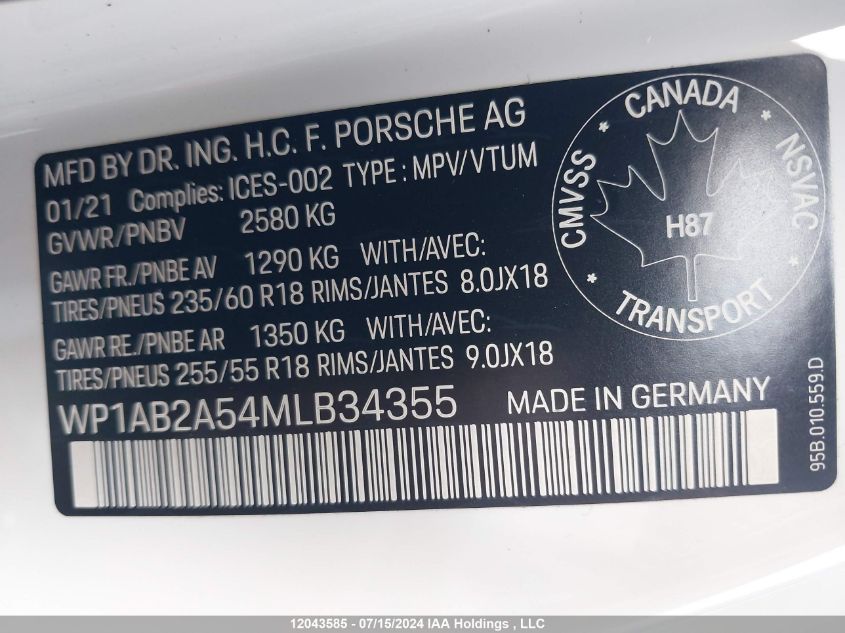 MFD BY DR. ING. H.C. F. PORSCHE AG
01/21 Complies: ICES-002 TYPE : MPV/VTUM
GVWR/PNBV 2580 KG
GAWR FR./PNBE AV 1290 KG WITH/AVEC:
TIRES/PNEUS 235/60 R18 RIMS/JANTES 8.0JX18
GAWR RE./PNBE AR 1350 KG WITH/AVEC:
TIRES/PNEUS 255/55 R18 RIMS/JANTES 9.0JX18
WP1AB2A54MLB34355 MADE IN GERMANY
CANADA
CMVSS
NSVAC
H87
TRANSPORT
95B.010.559.D
12043585 - 07/15/2024 IAA Holdings , LLC